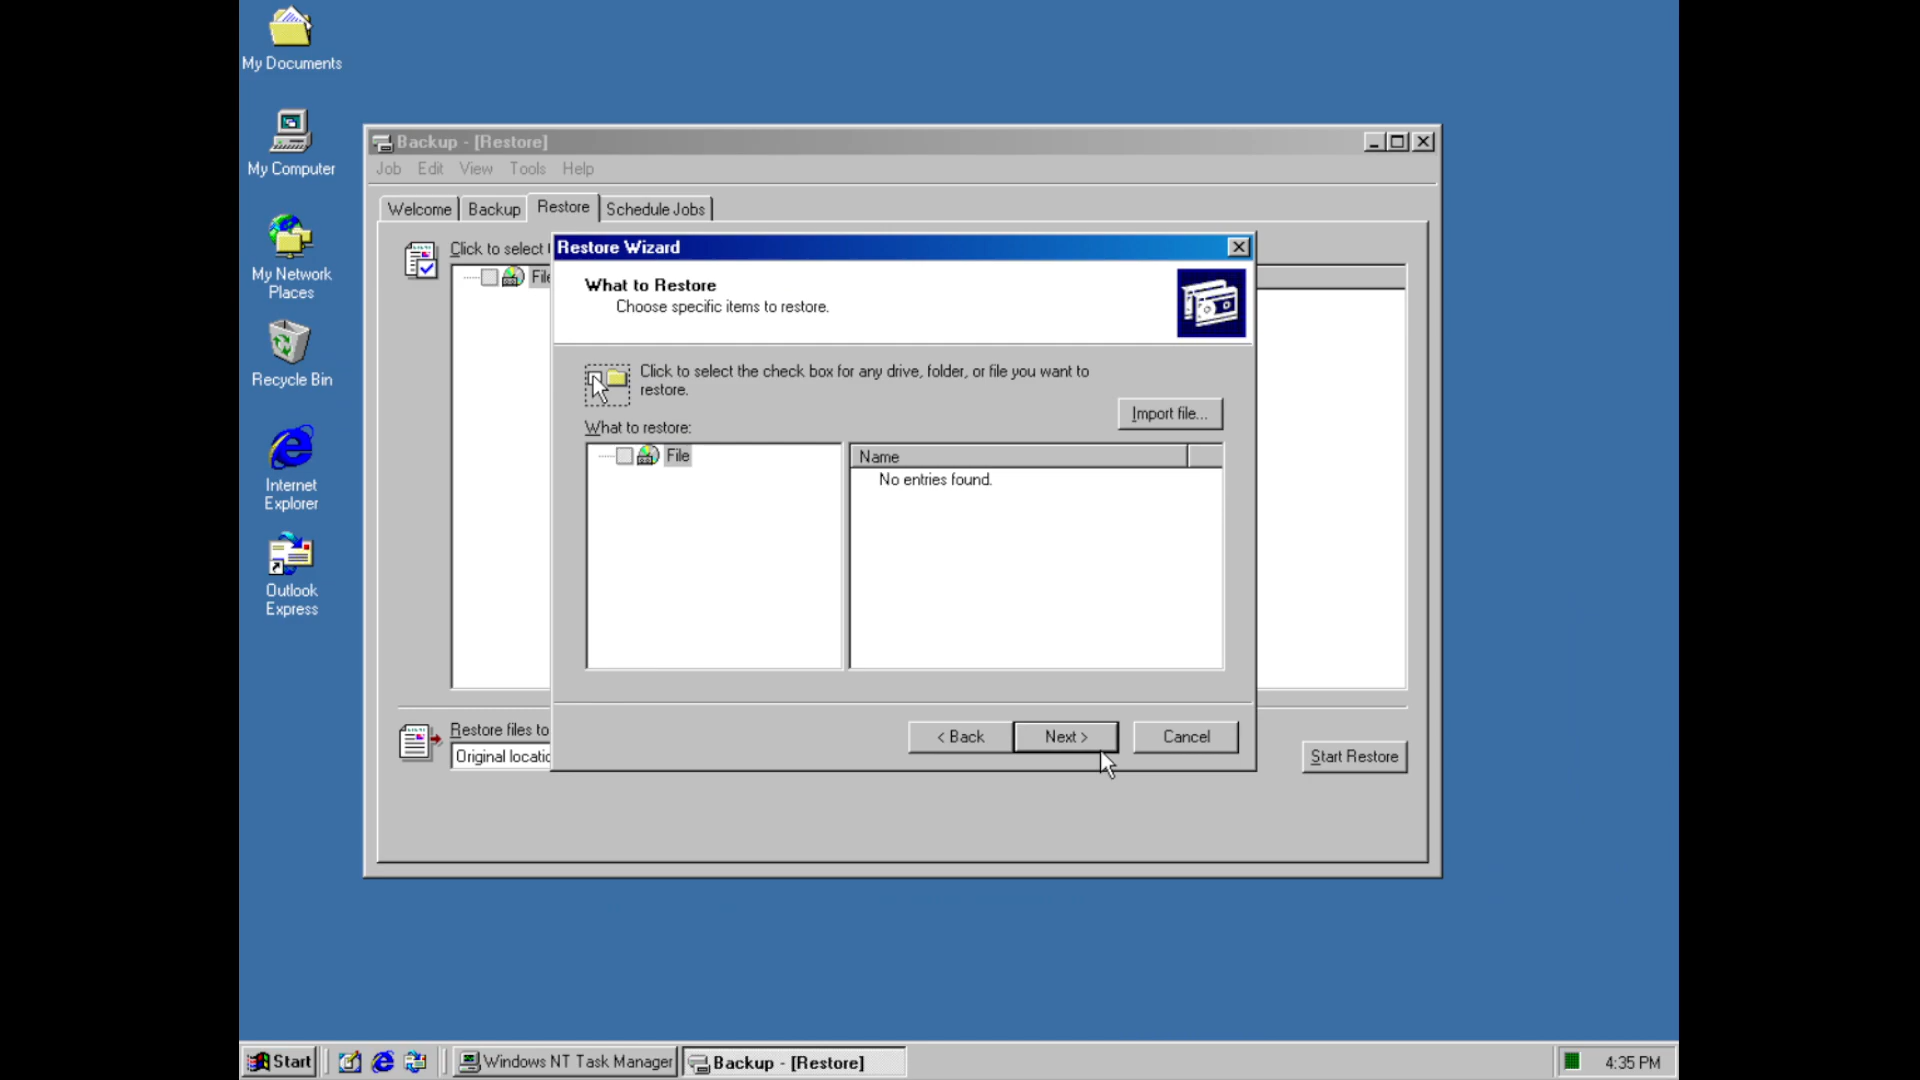 My Documents
My Computer
My Network
Places
Recycle Bin
Internet
Explorer
Outlook
Express
Backup - [Restore]
Job Edit View Tools Help
Welcome Backup Restore Schedule Jobs
Click to select
Restore Wizard
What to Restore
Choose specific items to restore.
Click to select the check box for any drive, folder, or file you want to
restore.
Import file...
What to restore:
File
Name
No entries found.
< Back Next > Cancel
Restore files to
Original locatio
Start Restore
Start Windows NT Task Manager Backup - [Restore] 4:35 PM